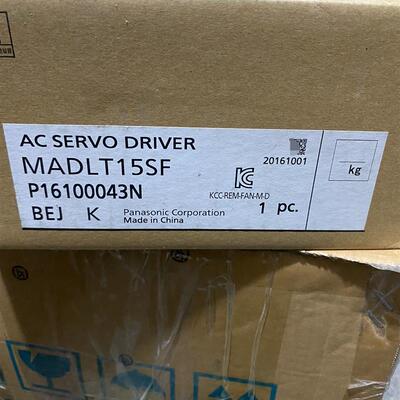 AC SERVO DRIVER
MADLT15SF
20161001
kg
P16100043N
KCC-REM-FAN-M-D
BEJ K Panasonic Corporation 1 pc.
Made in China